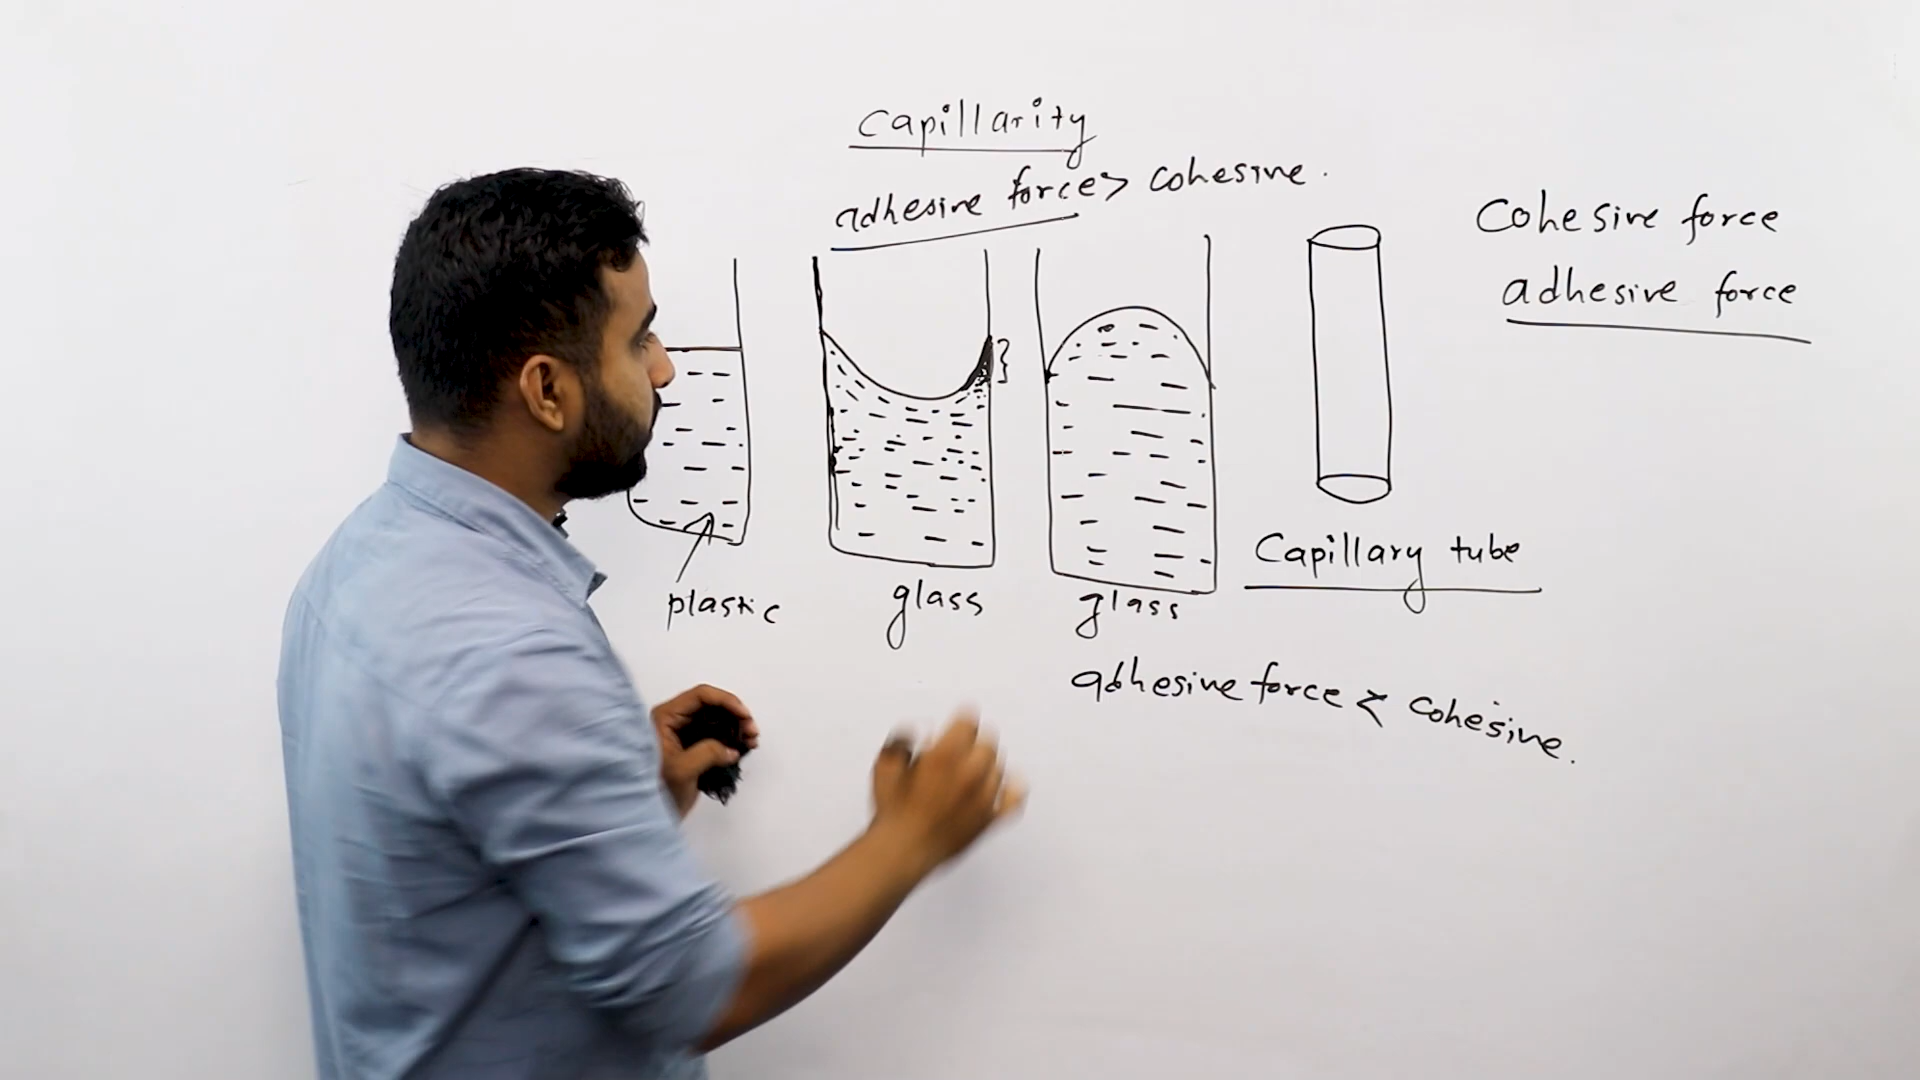 Capillarity
adhesive force > cohesive.
Cohesive force
adhesive force
plastic
glass
glass
Capillary tube
adhesive force < cohesive.